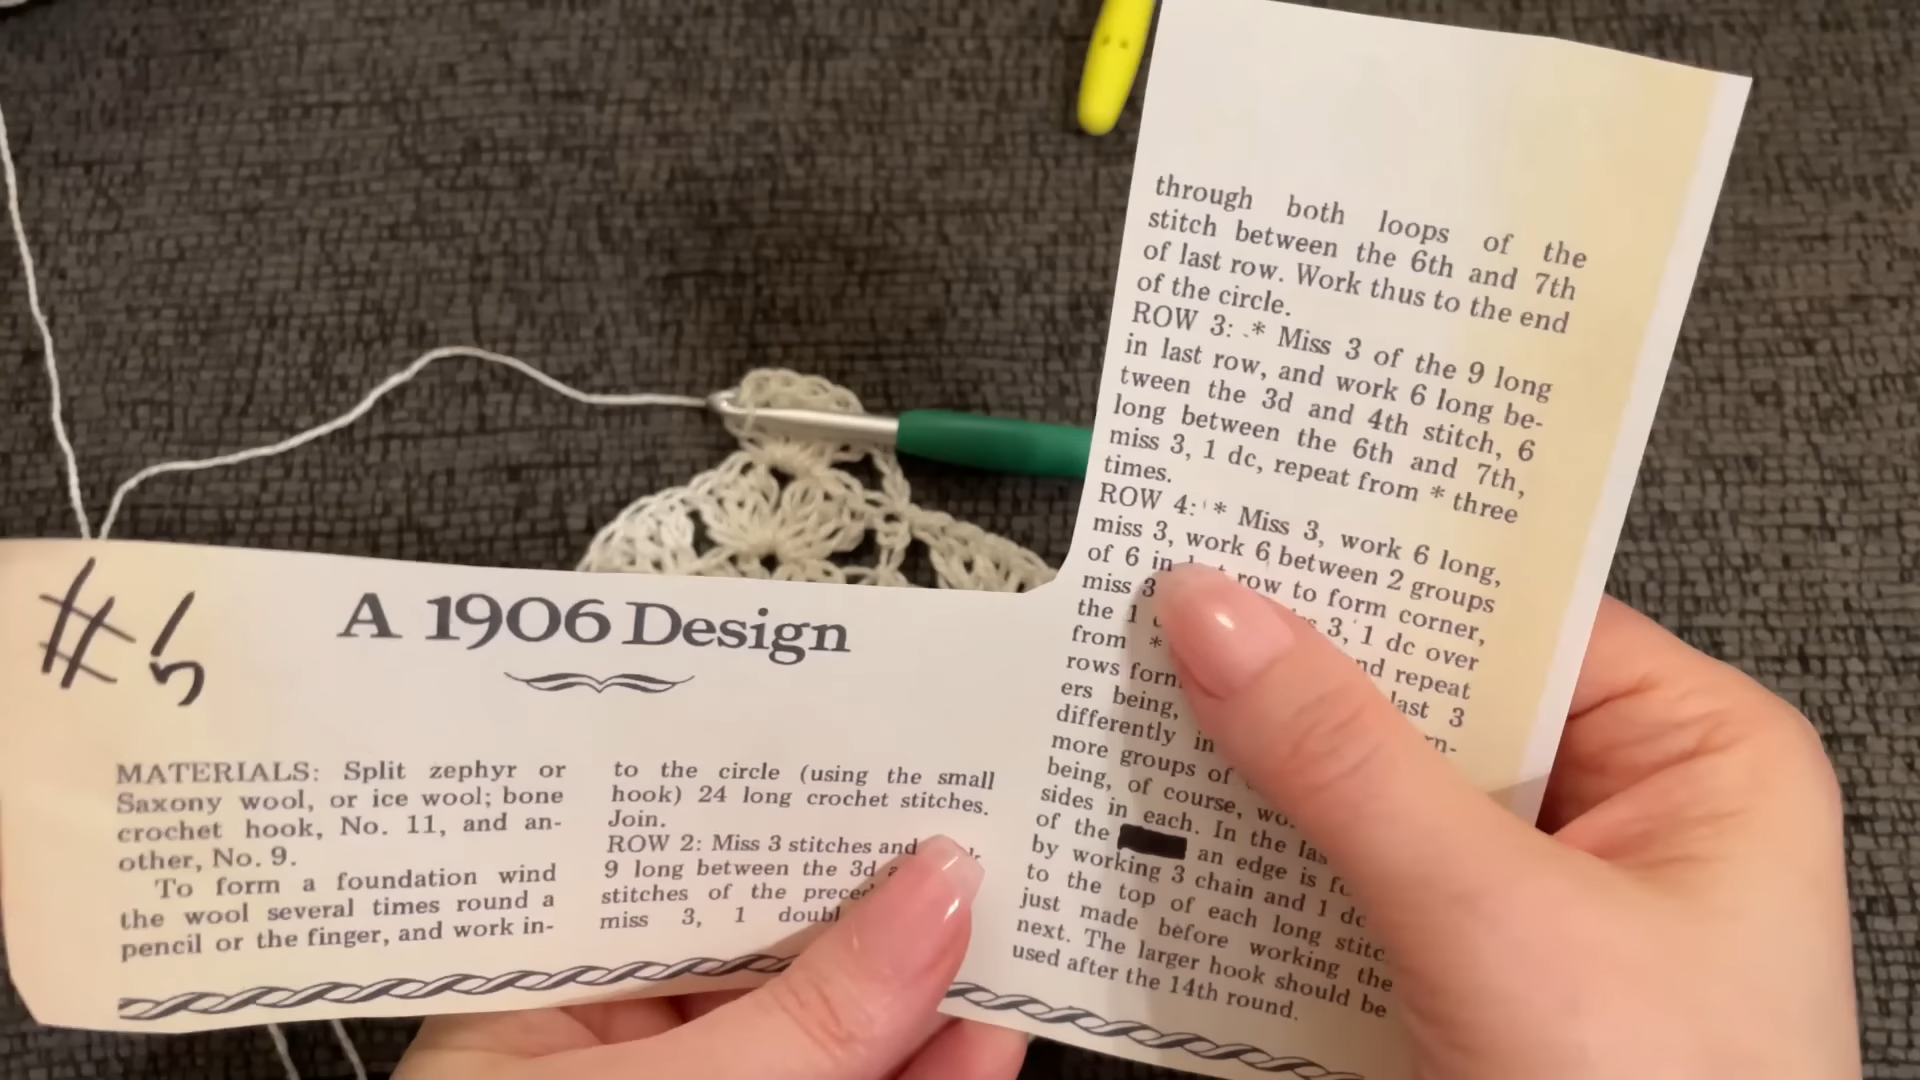 #5
A 1906 Design
MATERIALS: Split zephyr or
Saxony wool, or ice wool; bone
crochet hook, No. 11, and an-
other, No. 9.
To form a foundation wind
the wool several times round a
pencil or the finger, and work in-
to the circle (using the small
hook) 24 long crochet stitches.
Join.
ROW 2: Miss 3 stitches and
9 long between the 3d
stitches of the
miss 3, 1
through both loops of the
stitch between the 6th and 7th
of last row. Work thus to the end
of the circle.
ROW 3: * Miss 3 of the 9 long
in last row, and work 6 long be-
tween the 3d and 4th stitch, 6
long between the 6th and 7th,
miss 3, 1 dc, repeat from * three
times.
ROW 4: * Miss 3, work 6 long,
miss 3, work 6 between 2 groups
of 6 in row to form corner,
miss 3 3, 1 dc over
the 1 repeat
from * last 3
rows
ers being,
differently in
more groups of
being, of course,
sides in each. In the
of the an edge is
by working 3 chain and 1 dc
to the top of each long
just made before working the
next. The larger hook should be
used after the 14th round.